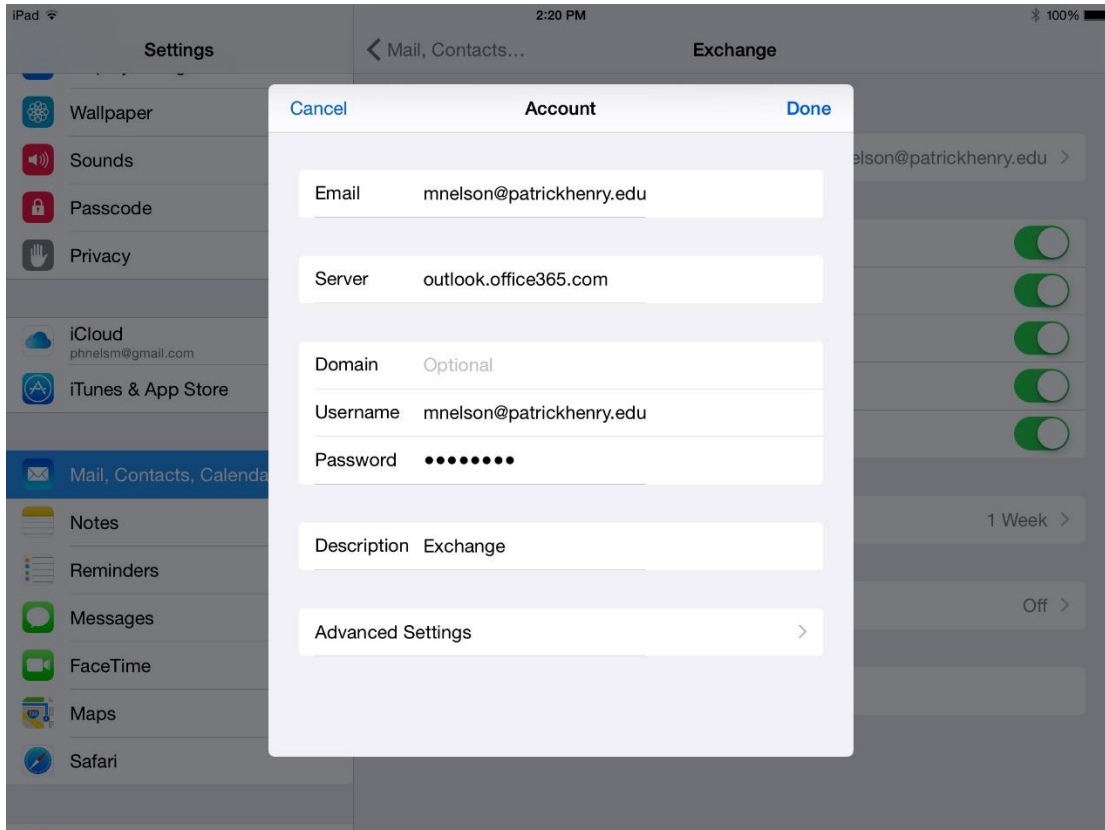 iPad 2:20 PM 100%
Settings
Mail, Contacts... Exchange
Wallpaper
Sounds
Passcode
Privacy
iCloud
phnelsm@gmail.com
iTunes & App Store
Mail, Contacts, Calenda
Notes
Reminders
Messages
FaceTime
Maps
Safari
elson@patrickhenry.edu
1 Week
Off
Cancel Account Done
Email mnelson@patrickhenry.edu
Server outlook.office365.com
Domain Optional
Username mnelson@patrickhenry.edu
Password ●●●●●●●●
Description Exchange
Advanced Settings